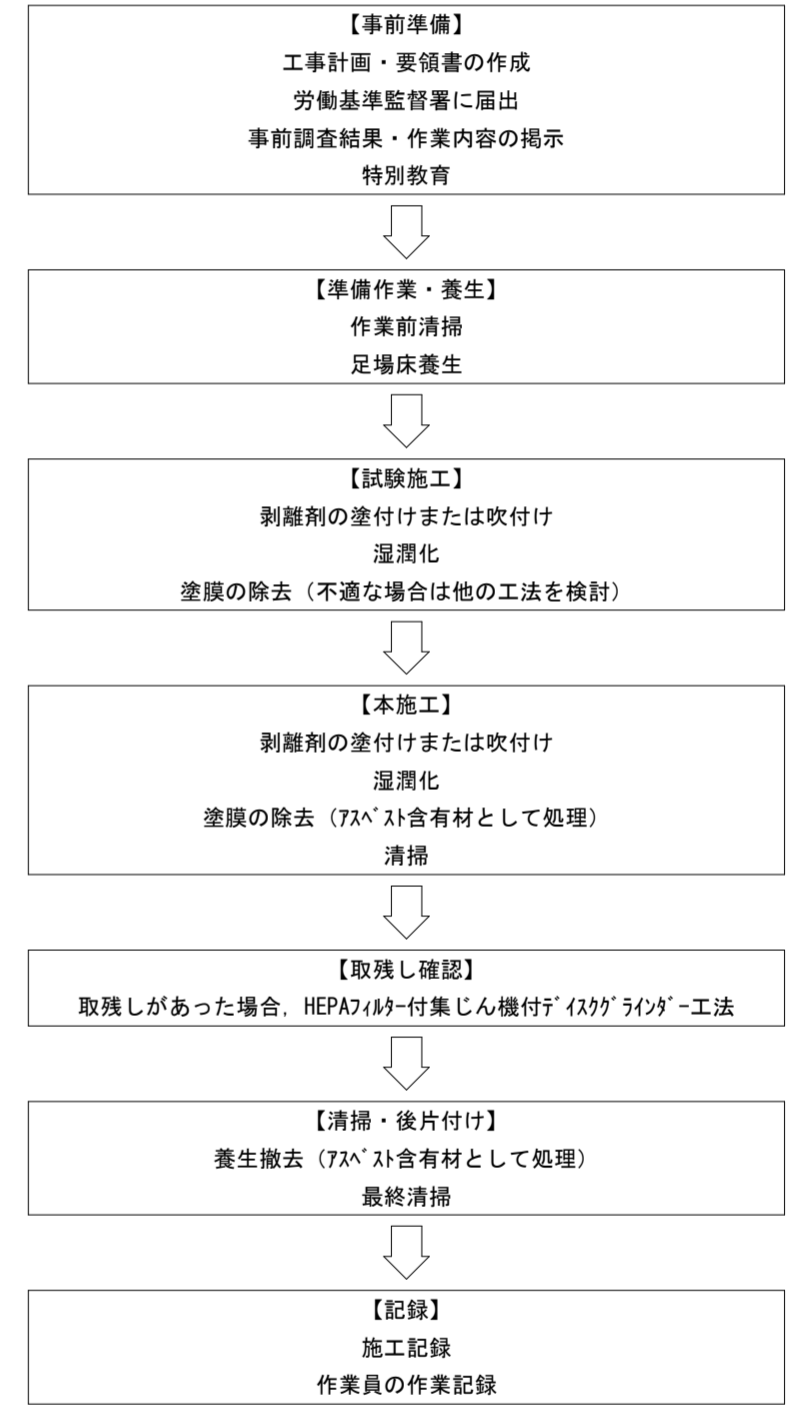 【事前準備】
工事計画・要領書の作成
労働基準監督署に届出
事前調査結果・作業内容の掲示
特別教育
【準備作業・養生】
作業前清掃
足場床養生
【試験施工】
剥離剤の塗付けまたは吹付け
湿潤化
塗膜の除去（不適な場合は他の工法を検討）
【本施工】
剥離剤の塗付けまたは吹付け
湿潤化
塗膜の除去（ｱｽﾍﾞｽﾄ含有材として処理）
清掃
【取残し確認】
取残しがあった場合，HEPAﾌｨﾙﾀｰ付集じん機付ﾃﾞｨｽｸｸﾞﾗｲﾝﾀﾞｰ工法
【清掃・後片付け】
養生撤去（ｱｽﾍﾞｽﾄ含有材として処理）
最終清掃
【記録】
施工記録
作業員の作業記録